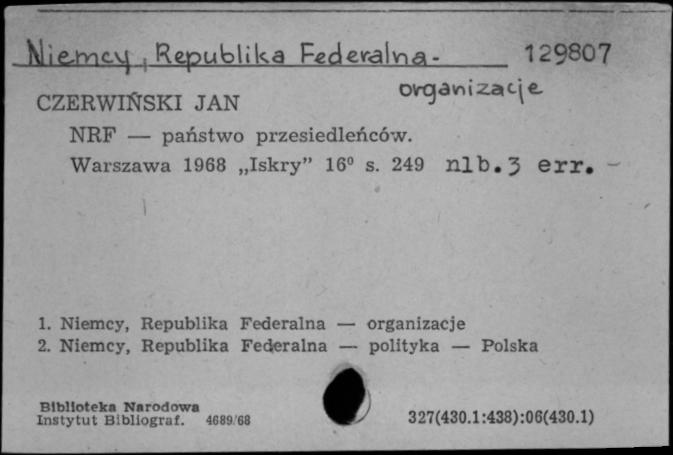 Niemcy, Republika Federalna - 129807
organizacje
CZERWIŃSKI JAN
NRF — państwo przesiedleńców.
Warszawa 1968 „Iskry” 16⁰ s. 249 nlb. 3 err. -
1. Niemcy, Republika Federalna — organizacje
2. Niemcy, Republika Federalna — polityka — Polska
Biblioteka Narodowa
Instytut Bibliograf. 4689/68 327(430.1:438):06(430.1)